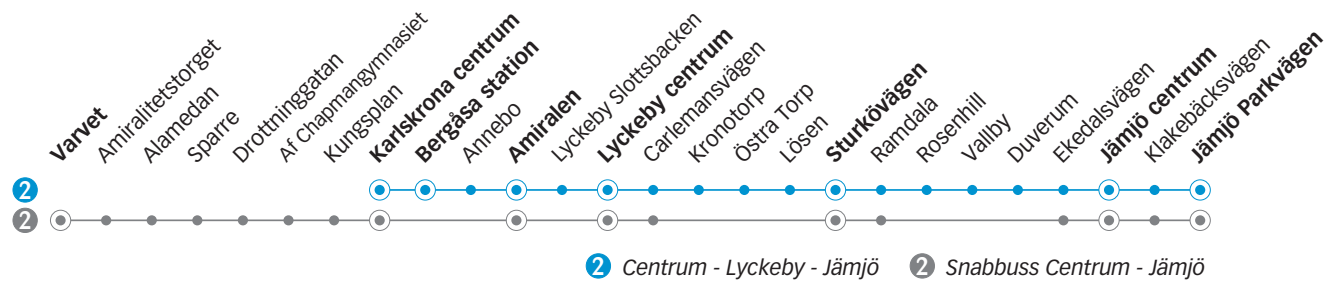 Varvet
Amiralitetstorget
Alamedan
Sparre
Drottninggatan
Af Chapmangymnasiet
Kungsplan
Karlskrona centrum
Bergåsa station
Annebo
Amiralen
Lyckeby Slottsbacken
Lyckeby centrum
Carlemansvägen
Kronotorp
Östra Torp
Lösen
Sturkövägen
Ramdala
Rosenhill
Vallby
Duverum
Ekedalsvägen
Jämjö centrum
Klakebäcksvägen
Jämjö Parkvägen
2
2
2 Centrum - Lyckeby - Jämjö
2 Snabbuss Centrum - Jämjö